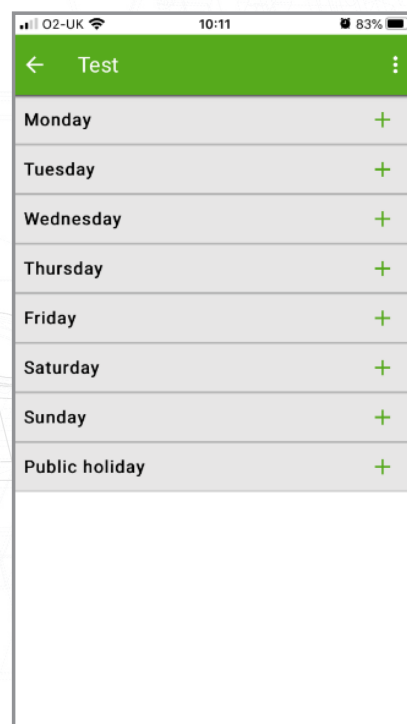 O2-UK 10:11 83%
Test
Monday
Tuesday
Wednesday
Thursday
Friday
Saturday
Sunday
Public holiday